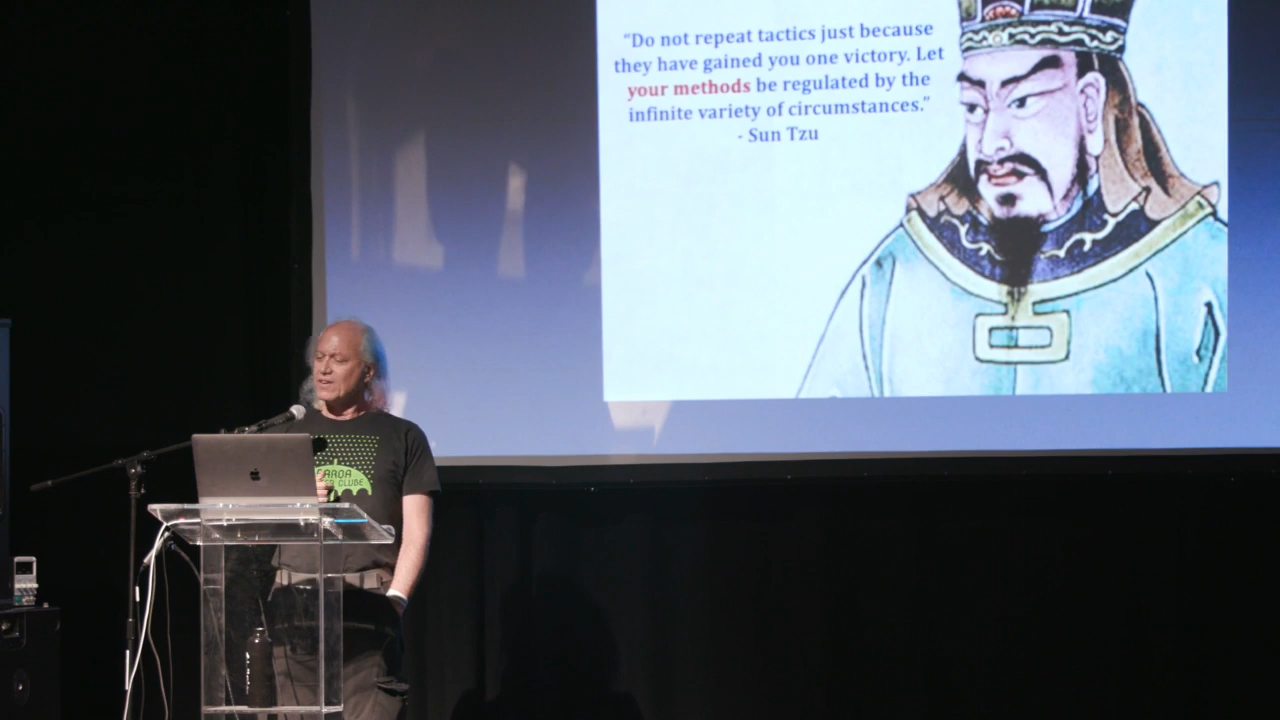 “Do not repeat tactics just because
they have gained you one victory. Let
your methods be regulated by the
infinite variety of circumstances.”
- Sun Tzu
CLUBE